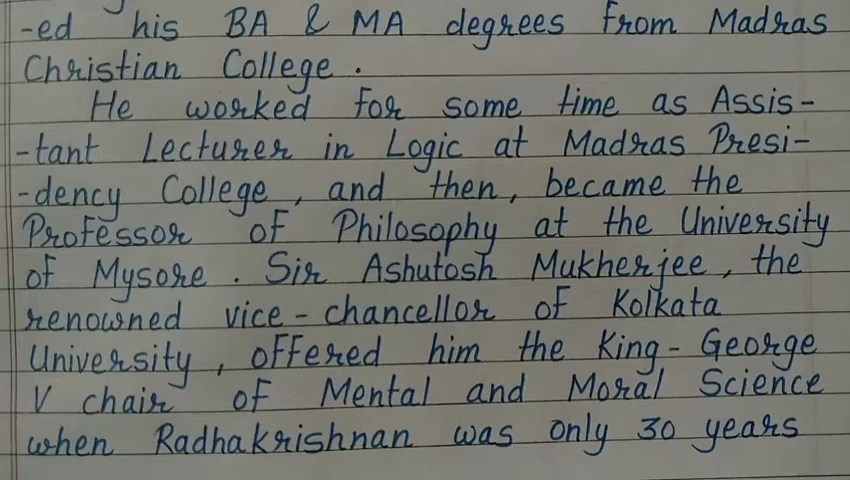 -ed his BA & MA degrees from Madras
Christian College.
He worked for some time as Assis-
-tant Lecturer in Logic at Madras Presi-
-dency College, and then, became the
Professor of Philosophy at the University
of Mysore. Sir Ashutosh Mukherjee, the
renowned vice-chancellor of Kolkata
University, offered him the King-George
V chair of Mental and Moral Science
when Radhakrishnan was only 30 years